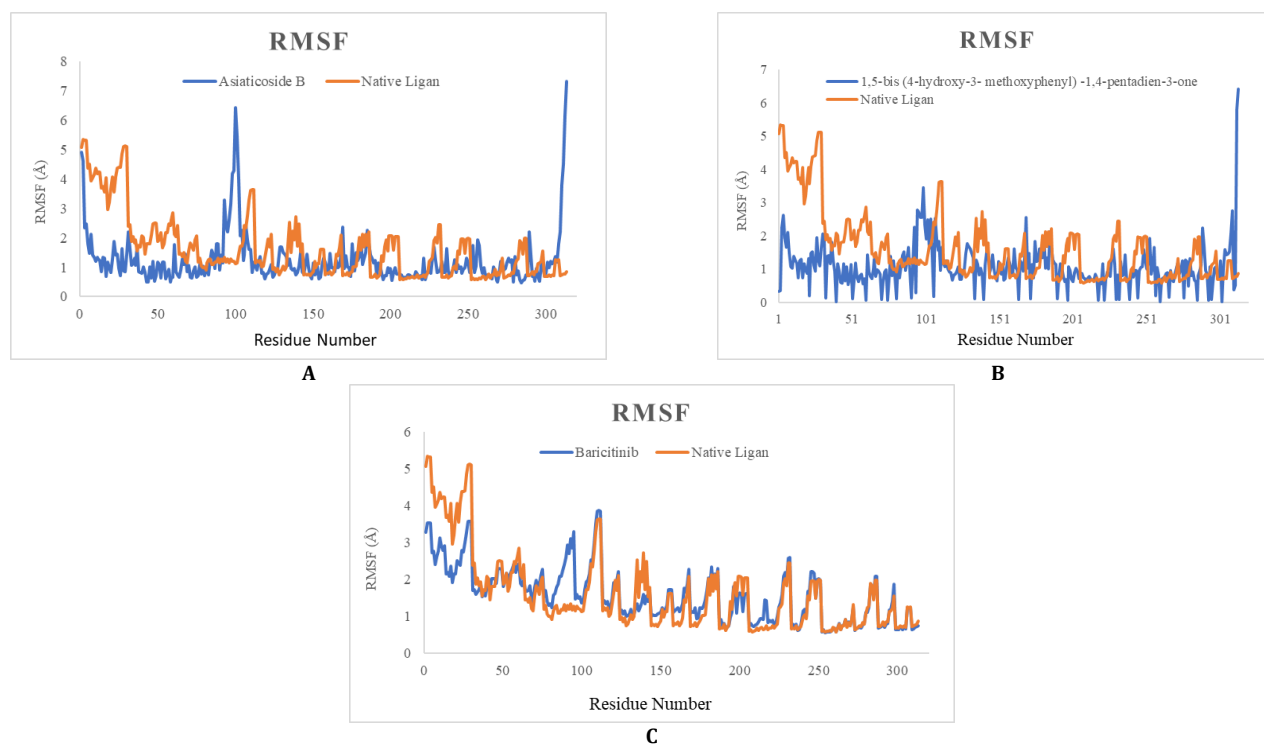 RMSF
Asiaticoside B
Native Ligan
8
7
6
5
4
3
2
1
0
RMSF (Å)
0 50 100 150 200 250 300
Residue Number
A
RMSF
1,5-bis (4-hydroxy-3- methoxyphenyl) -1,4-pentadien-3-one
Native Ligan
7
6
5
4
3
2
1
0
RMSF (Å)
1 51 101 151 201 251 301
Residue Number
B
RMSF
Baricitinib
Native Ligan
6
5
4
3
2
1
0
RMSF (Å)
0 50 100 150 200 250 300
Residue Number
C